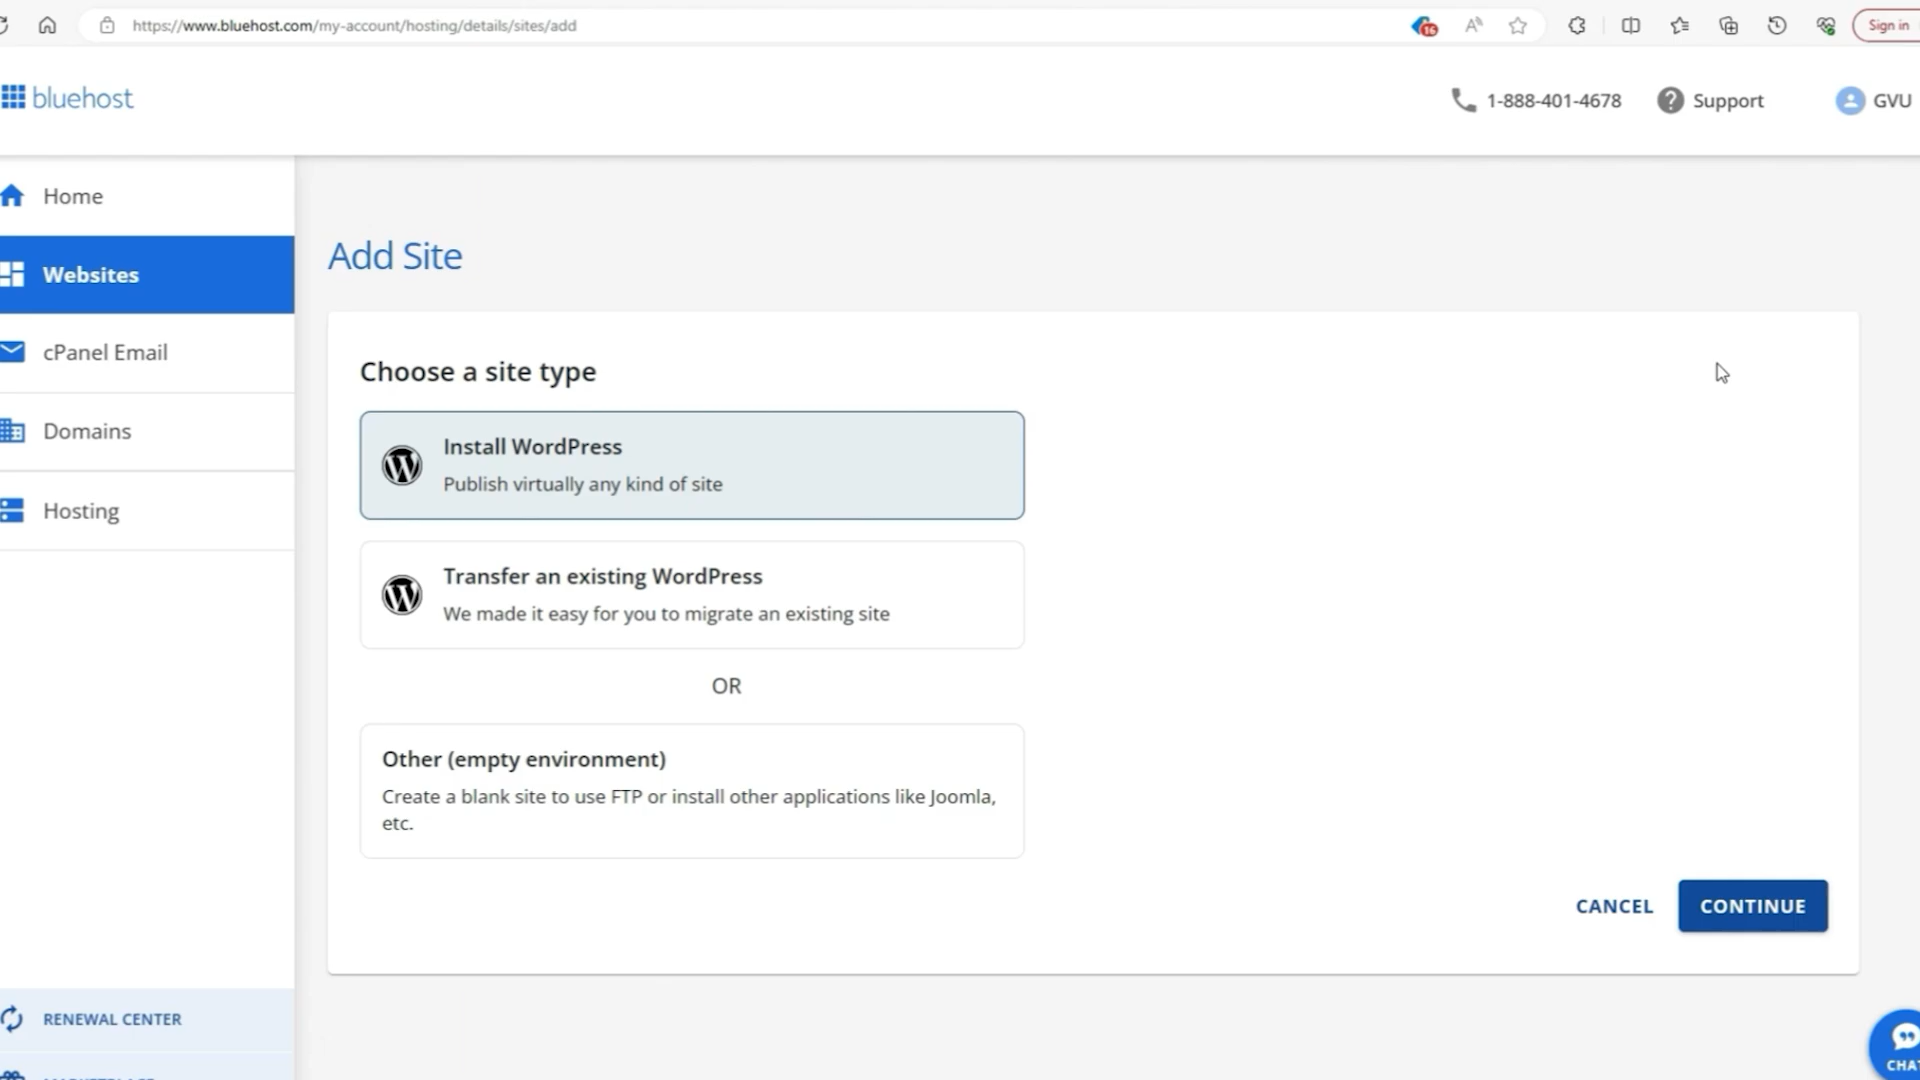 https://www.bluehost.com/my-account/hosting/details/sites/add
16
A
Sign in
bluehost
1-888-401-4678
Support
GVU
Home
Websites
cPanel Email
Domains
Hosting
RENEWAL CENTER
Add Site
Choose a site type
Install WordPress
Publish virtually any kind of site
Transfer an existing WordPress
We made it easy for you to migrate an existing site
OR
Other (empty environment)
Create a blank site to use FTP or install other applications like Joomla,
etc.
CANCEL
CONTINUE